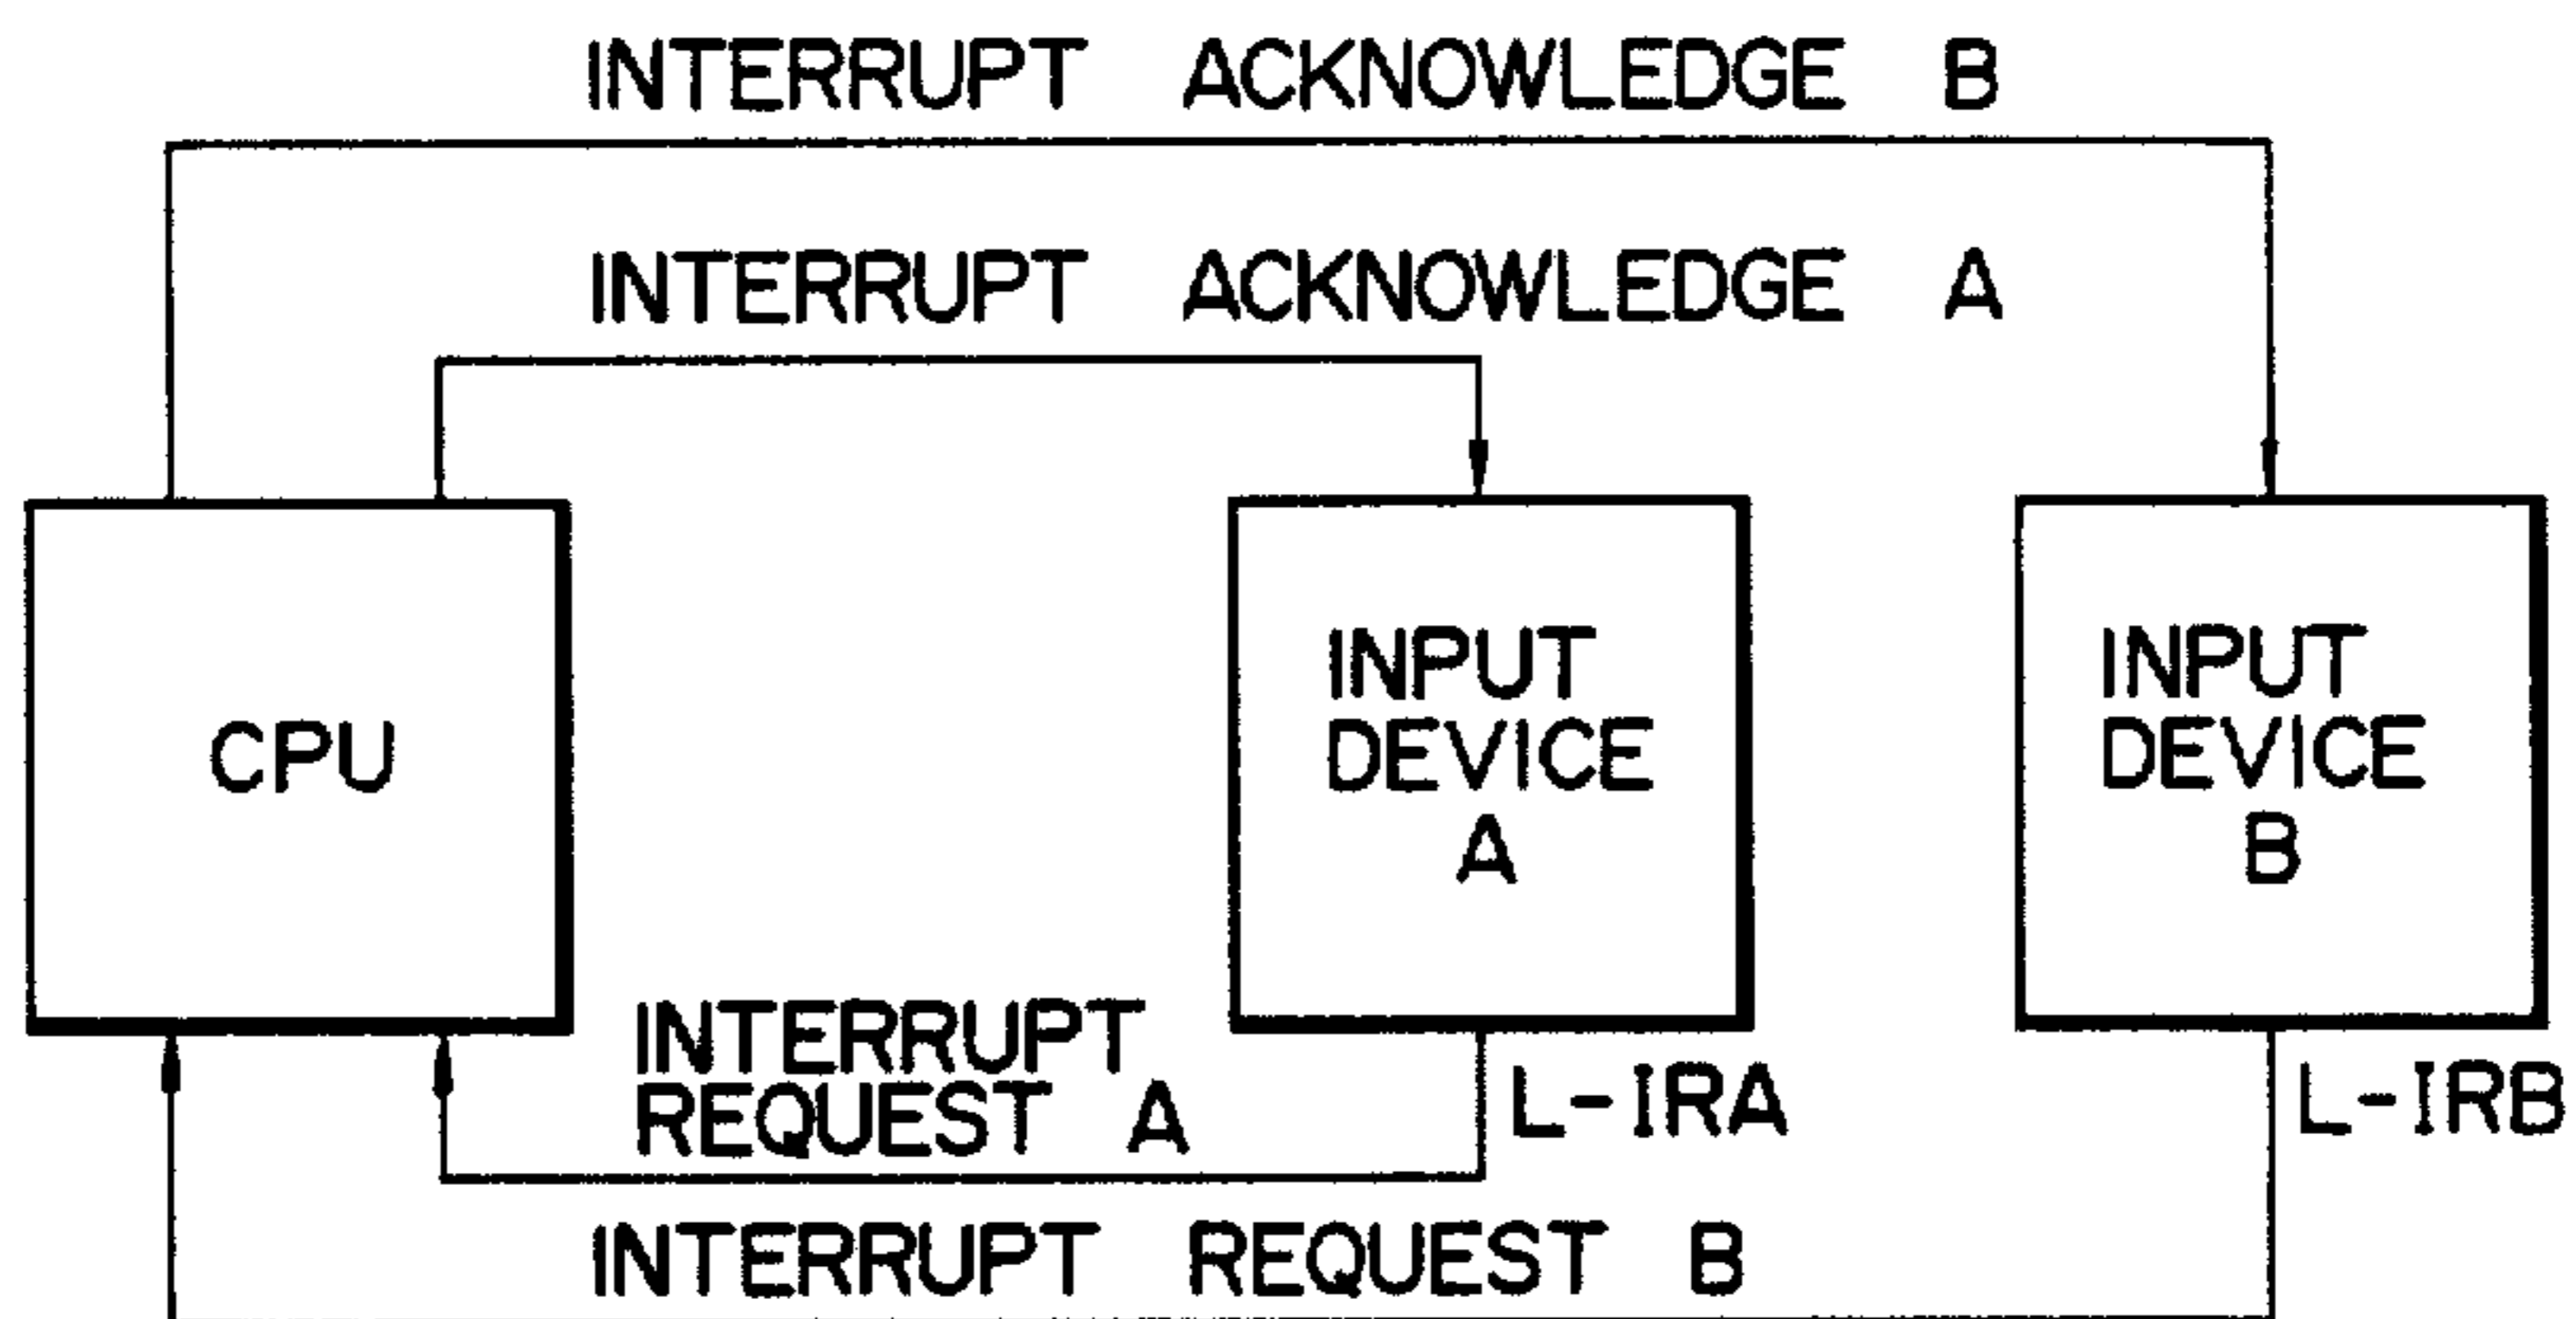 INTERRUPT ACKNOWLEDGE B
INTERRUPT ACKNOWLEDGE A
CPU
INPUT
DEVICE
A
INPUT
DEVICE
B
INTERRUPT
REQUEST A
L-IRA
L-IRB
INTERRUPT REQUEST B